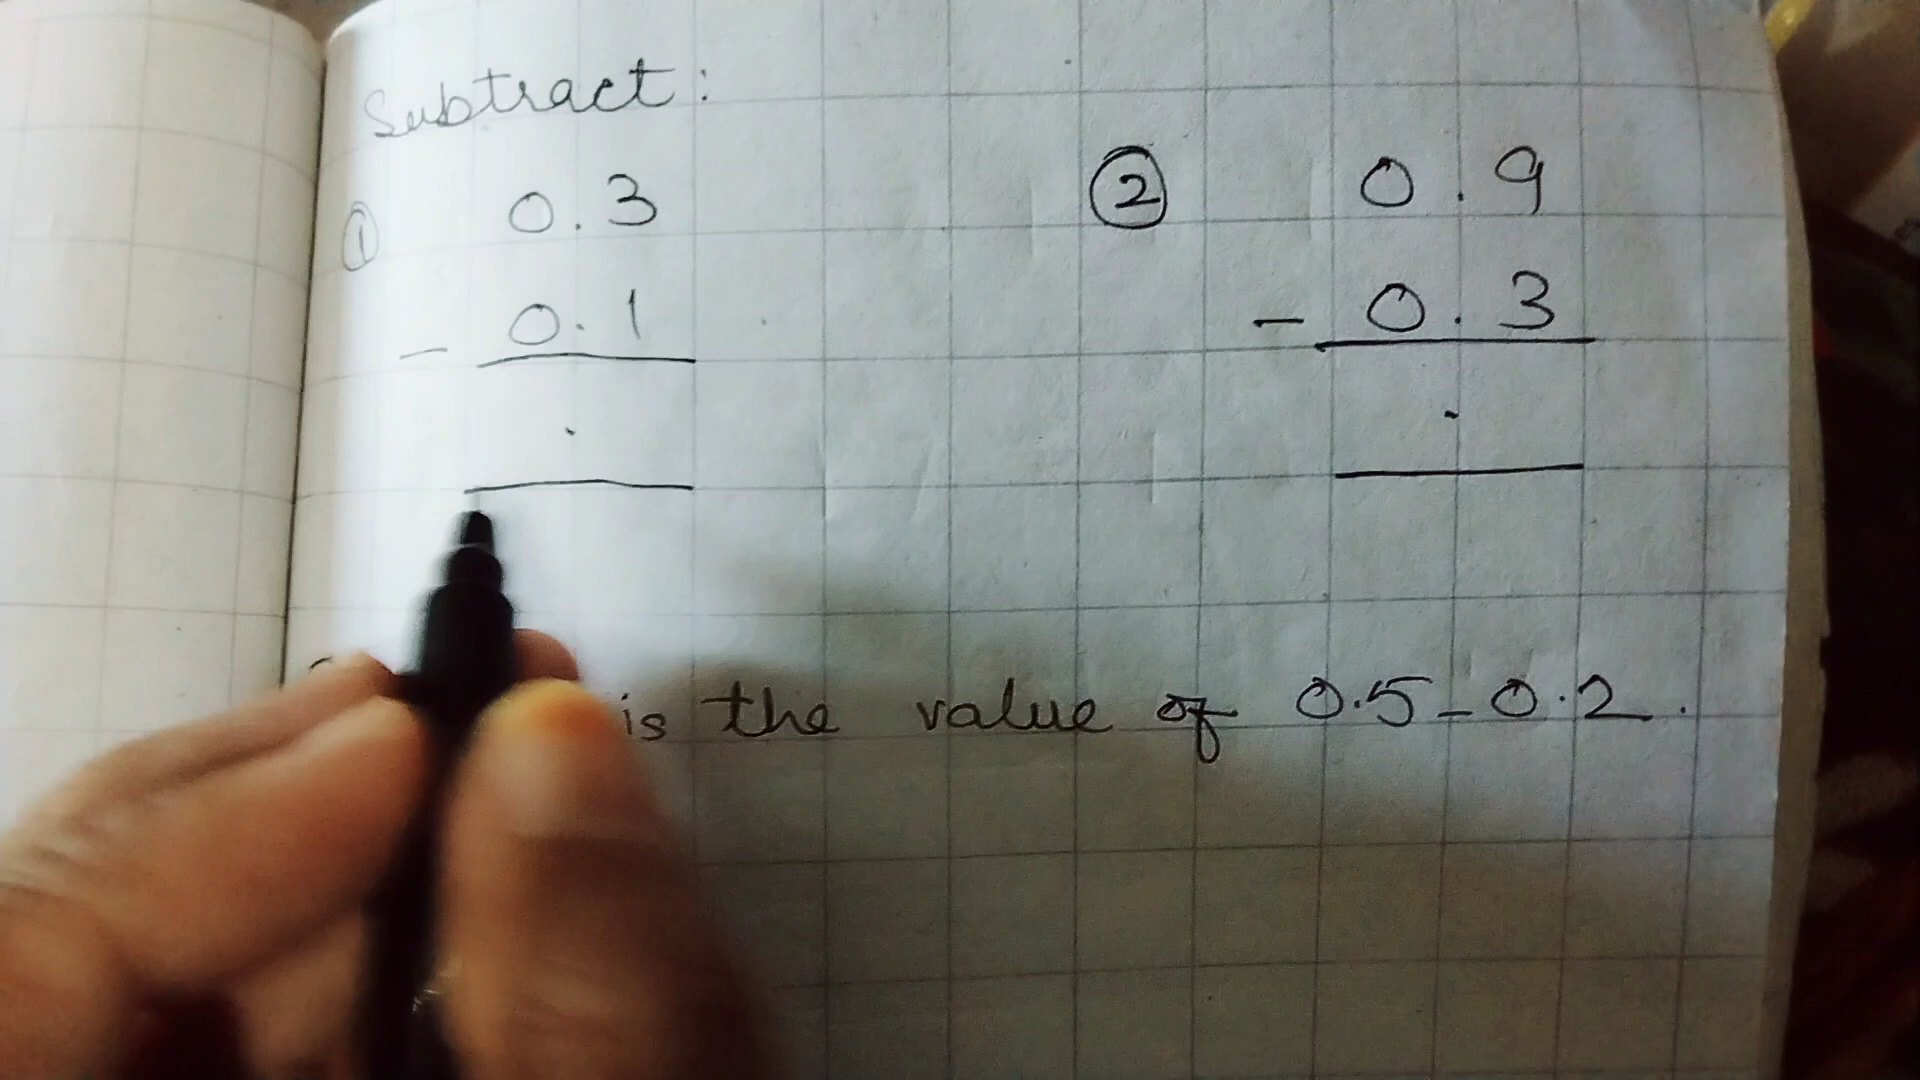 Subtract:
① 0.3 ② 0.9
- 0.1 - 0.3
. .
is the value of 0.5-0.2.